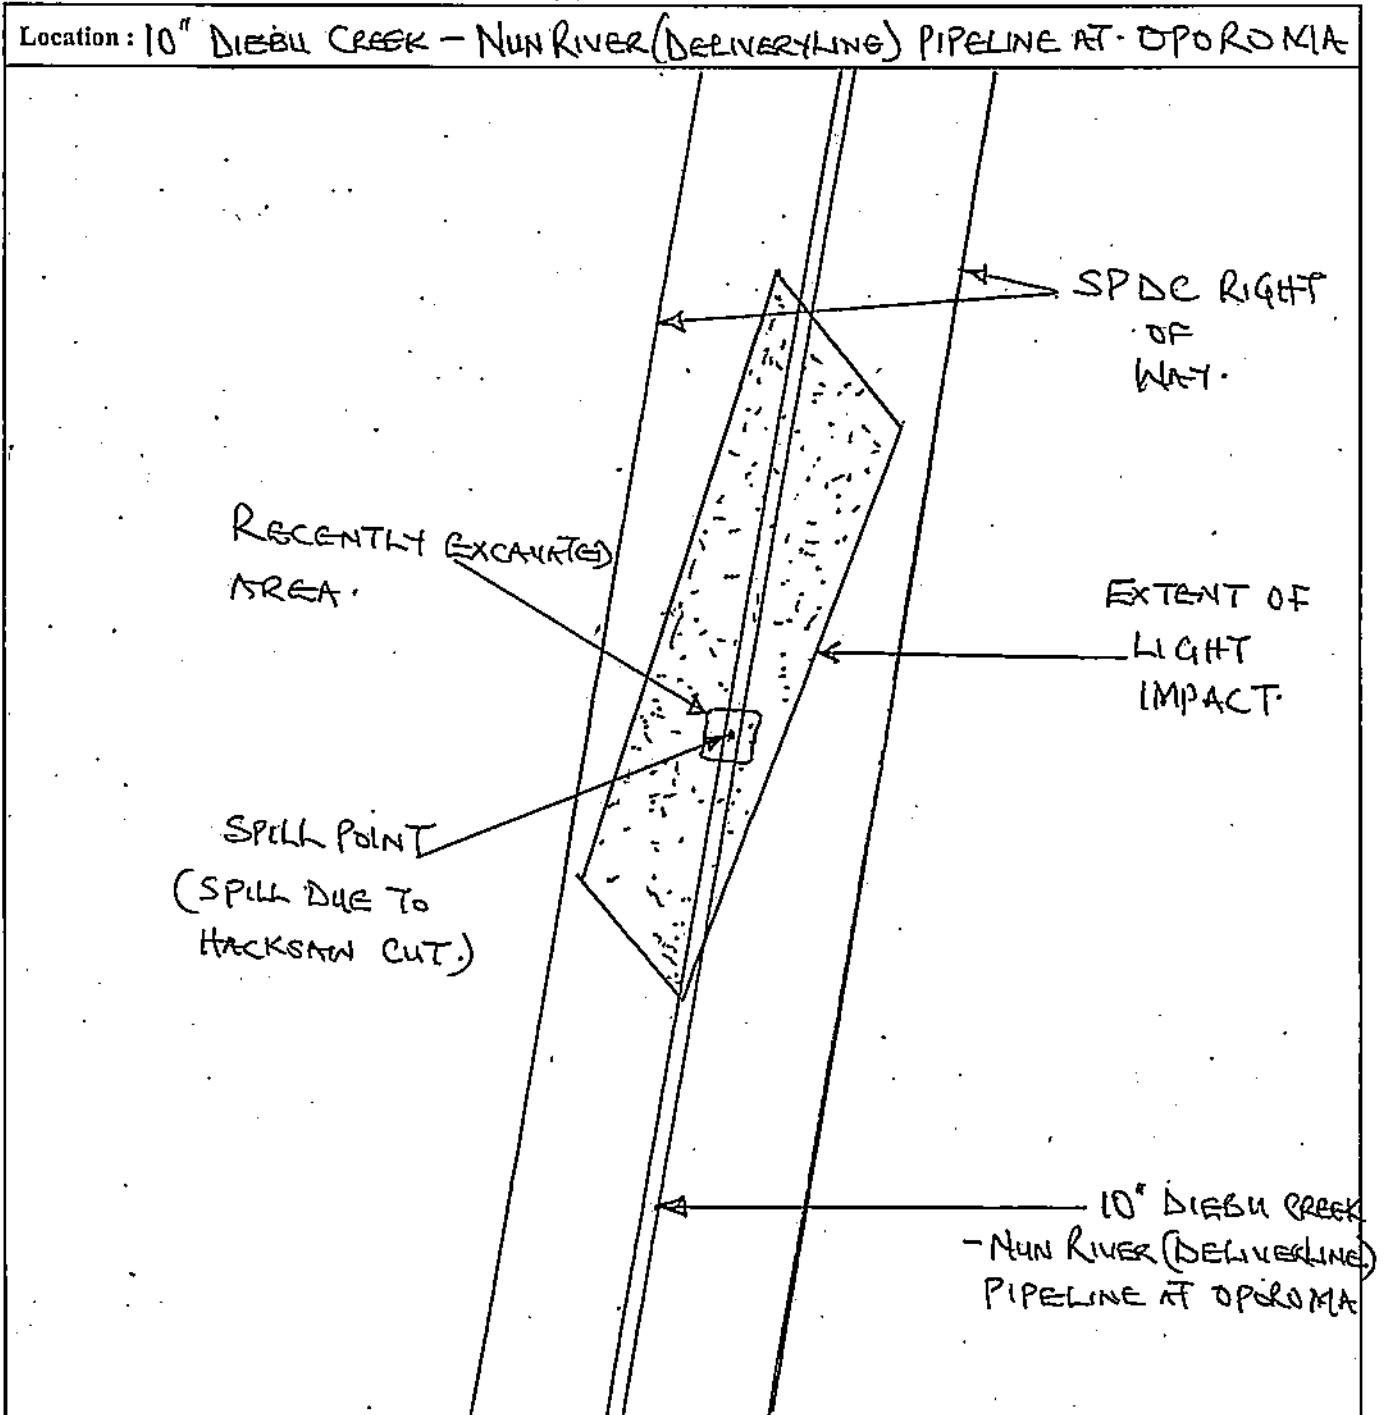 Location: 10" DIEBU CREEK - NUN RIVER (DELIVERYLINE) PIPELINE AT. OPOROMA
SPDC RIGHT
OF
WAY.
RECENTLY EXCAVATED
AREA.
EXTENT OF
LIGHT
IMPACT.
SPILL POINT
(SPILL DUE TO
HACKSAW CUT.)
10" DIEBU CREEK
- NUN RIVER (DELIVERLINE)
PIPELINE AT OPOROMA